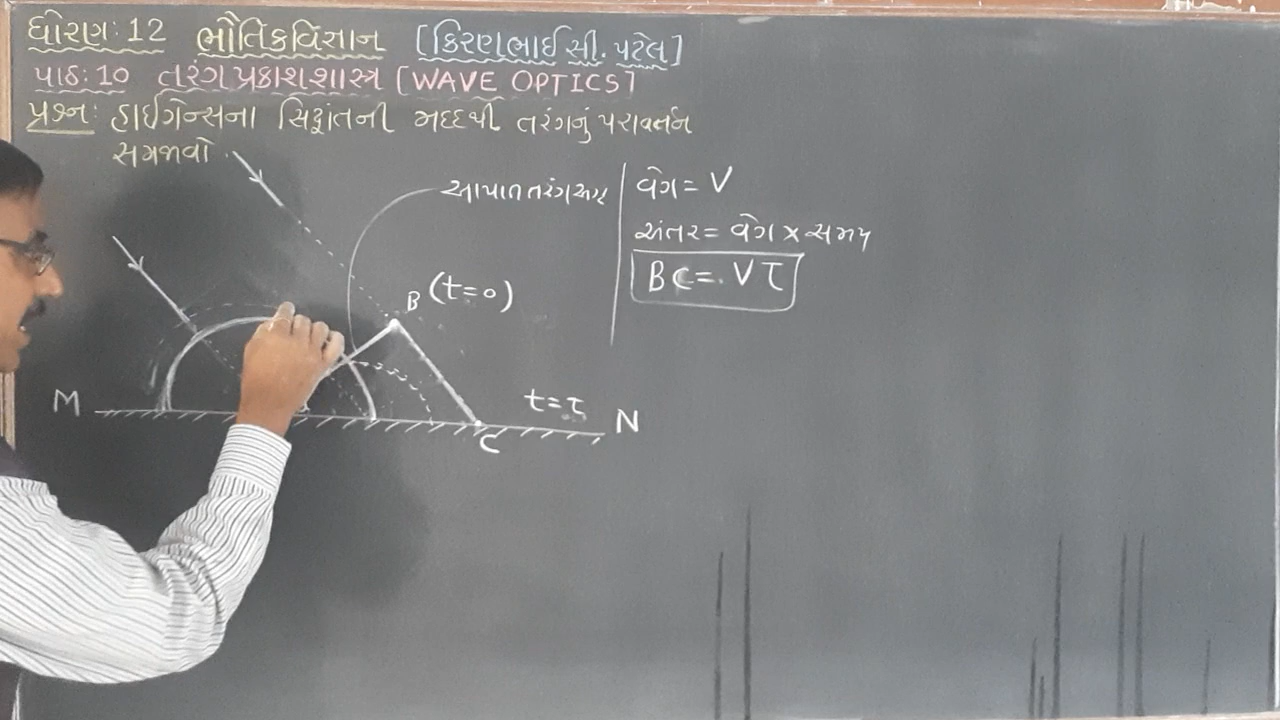 ધોરણ: 12 ભૌતિકવિજ્ઞાન [કિરણભાઈ સી. પટેલ]
પાઠ: 10 તરંગપ્રકાશશાસ્ત્ર [WAVE OPTICS]
પ્રશ્ન: હાઈગેન્સના સિદ્ધાંતની મદદથી તરંગનું પરાવર્તન
સમજાવો.
આપાતતરંગઅગ્ર
વેગ = V
અંતર = વેગ x સમય
BC = Vτ
B (t=0)
M
t=τ
N
C